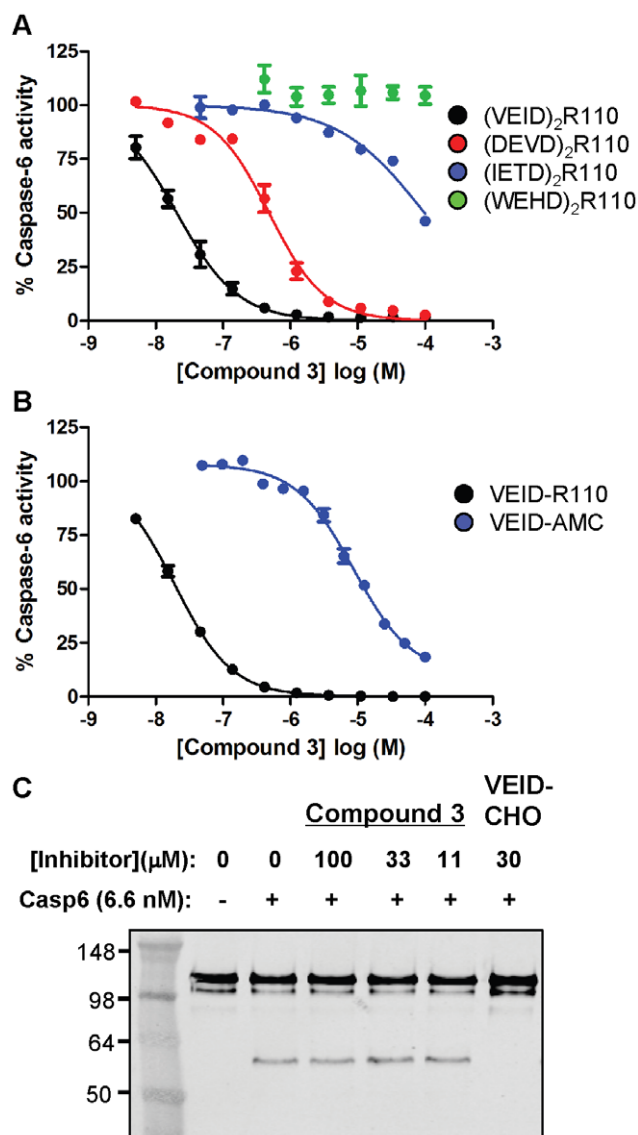 A
% Caspase-6 activity
125
100
75
50
25
0
-9 -8 -7 -6 -5 -4 -3
[Compound 3] log (M)
(VEID)₂R110
(DEVD)₂R110
(IETD)₂R110
(WEHD)₂R110
B
% Caspase-6 activity
125
100
75
50
25
0
-9 -8 -7 -6 -5 -4 -3
[Compound 3] log (M)
VEID-R110
VEID-AMC
C
Compound 3
VEID-
CHO
[Inhibitor](μM): 0 0 100 33 11 30
Casp6 (6.6 nM): - + + + + +
148
98
64
50